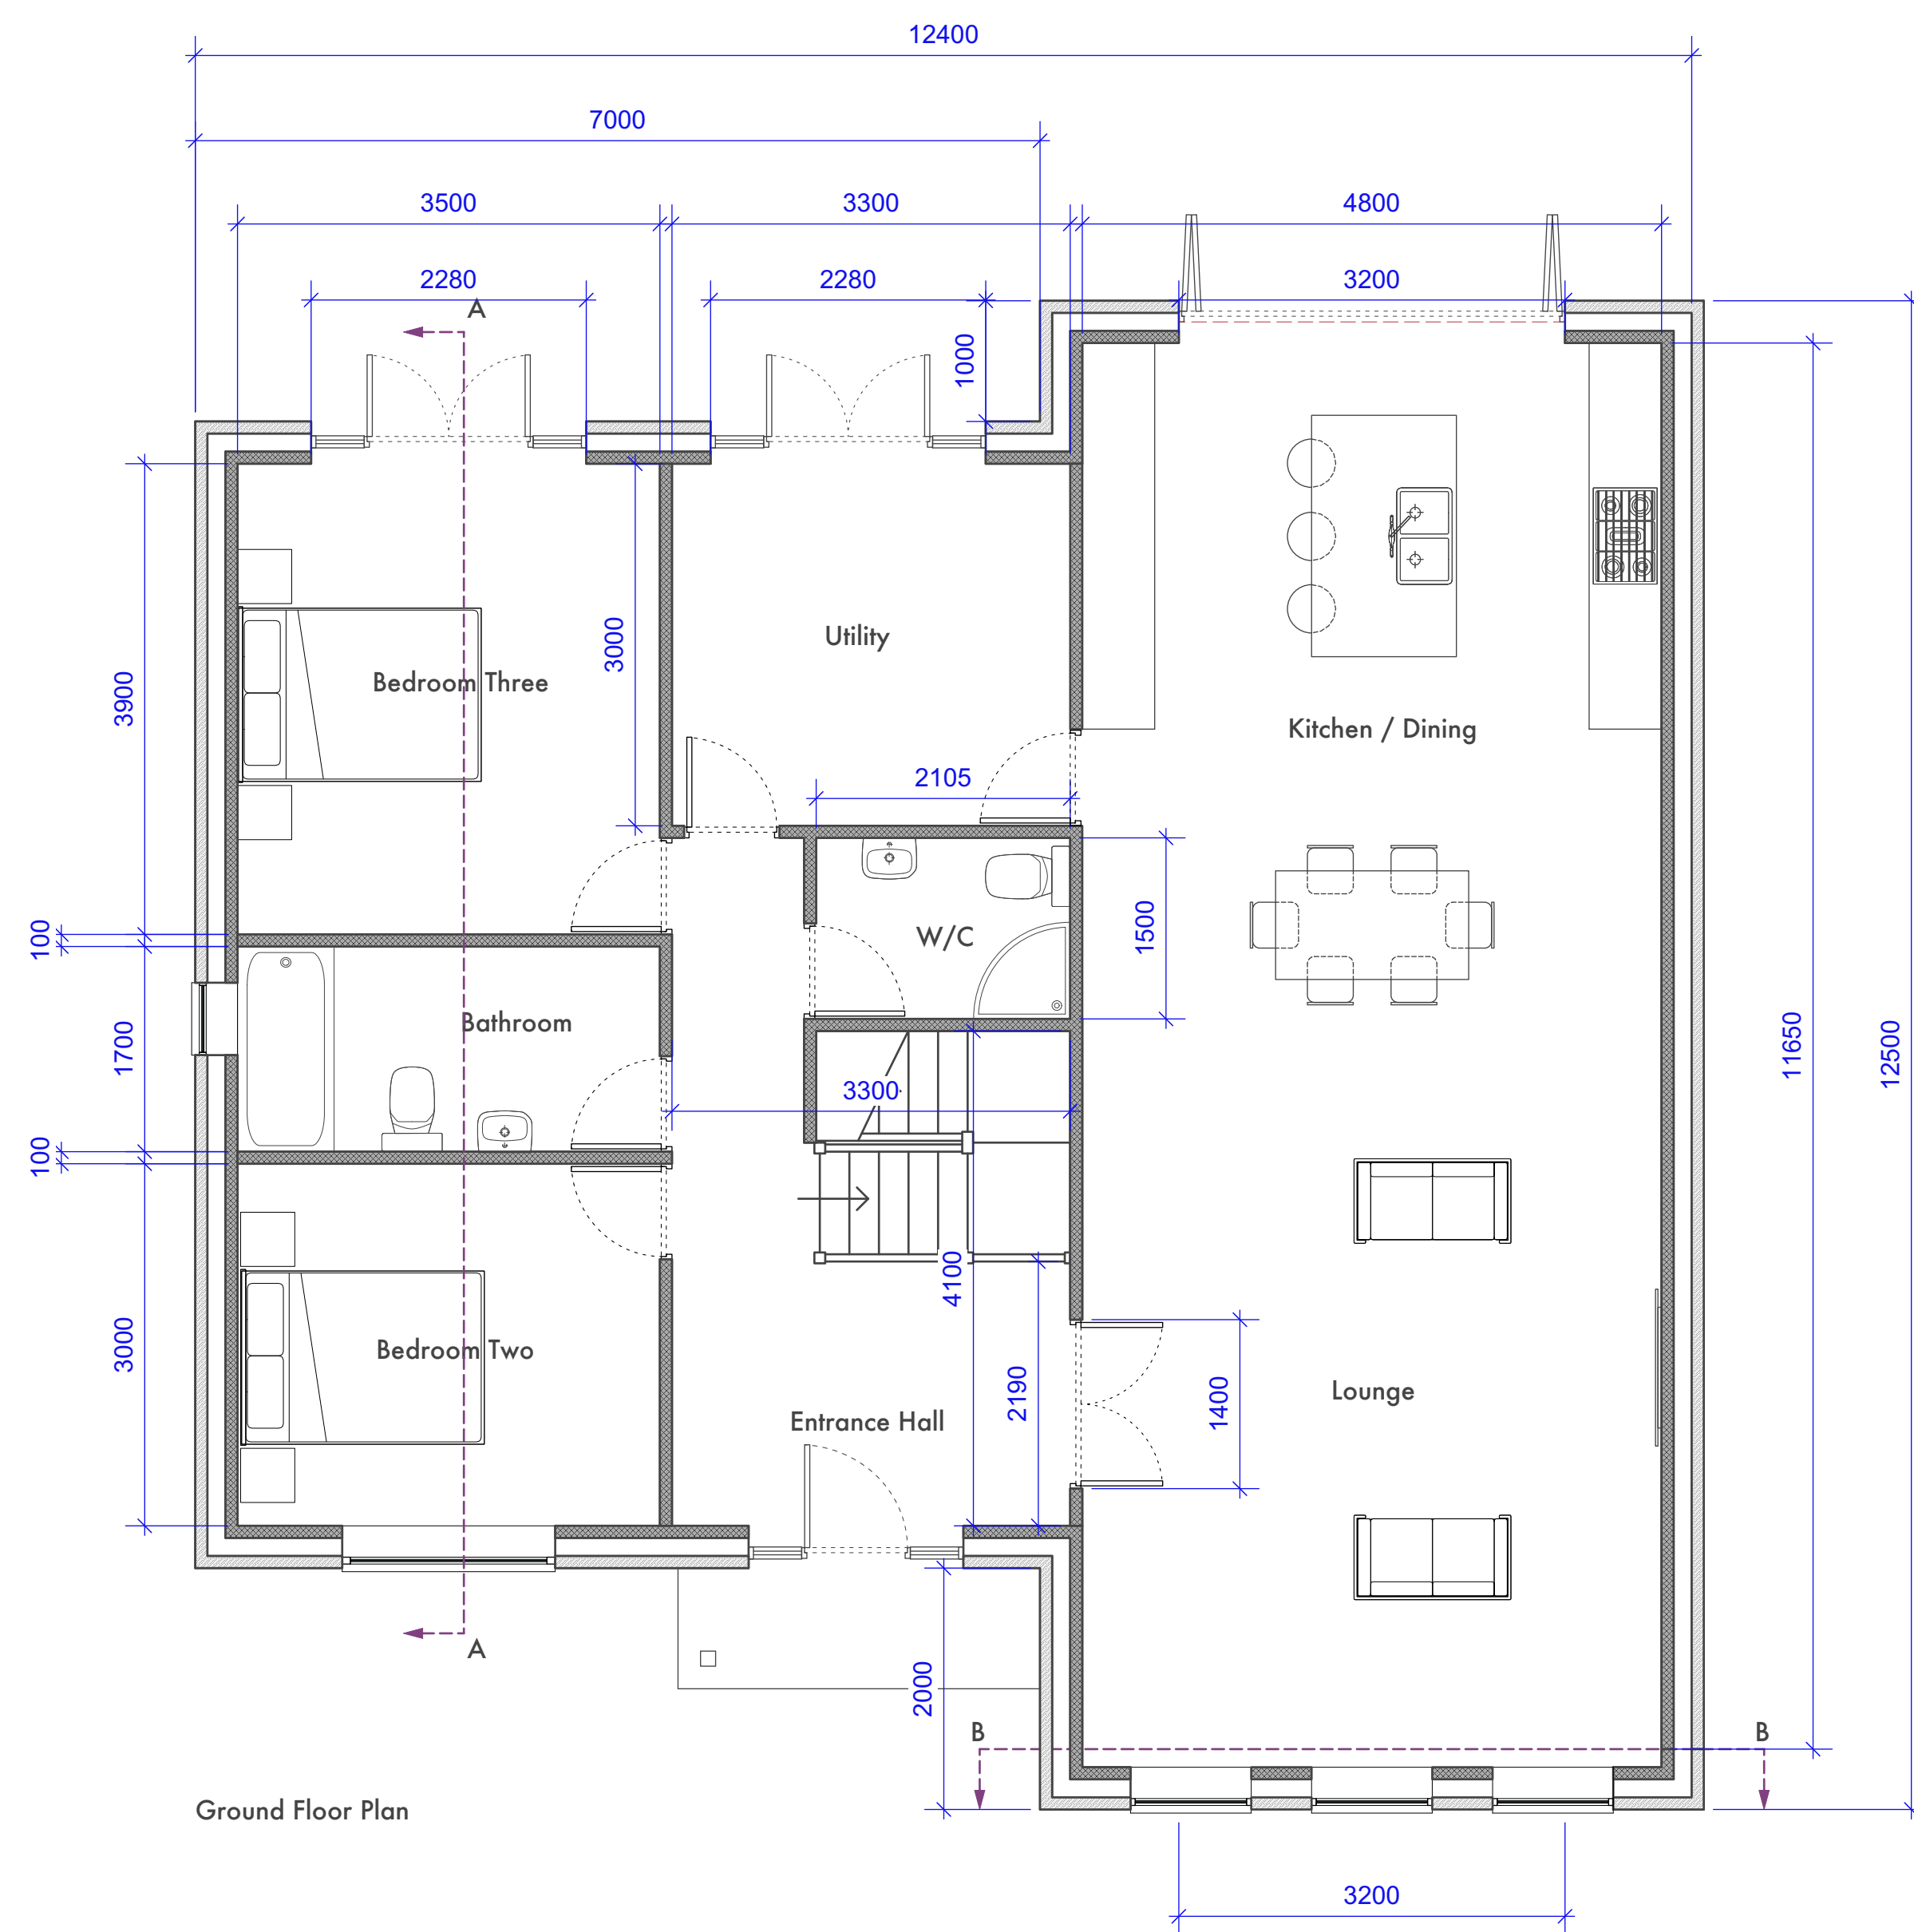 12400
7000
3500
3300
4800
2280
2280
3200
A
1000
3000
Utility
Bedroom Three
3900
Kitchen / Dining
2105
100
W/C
1500
Bathroom
1700
11650
12500
3300
100
4100
3000
Bedroom Two
2190
1400
Lounge
Entrance Hall
A
2000
B
B
Ground Floor Plan
3200